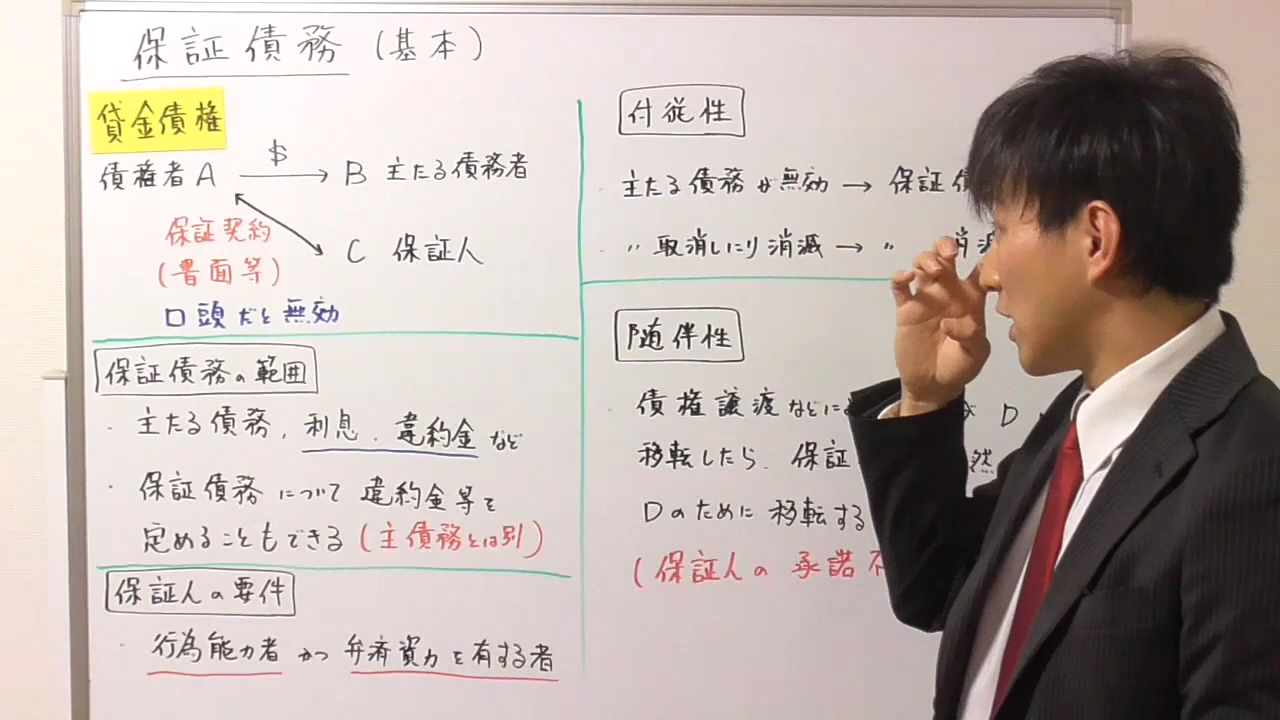 保証債務(基本)
貸金債権
債権者A $ B 主たる債務者
保証契約
(書面等)
C 保証人
口頭だと無効
保証債務の範囲
・主たる債務、利息、違約金など
・保証債務について違約金等を
定めることもできる(主債務とは別)
保証人の要件
・行為能力者かつ弁済資力を有する者
付従性
・主たる債務が無効→保証債
・〃取消しにより消滅→〃消滅
随伴性
・債権譲渡などによ が D
移転したら、保証 然
Dのために移転する
(保証人の承諾不